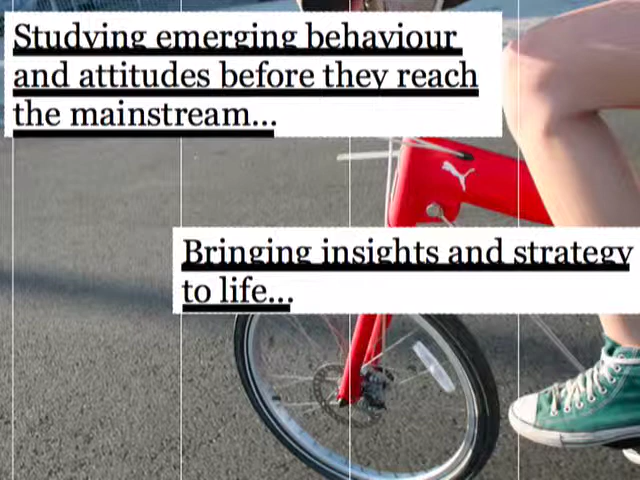 Studying emerging behaviour
and attitudes before they reach
the mainstream...
Bringing insights and strategy
to life...